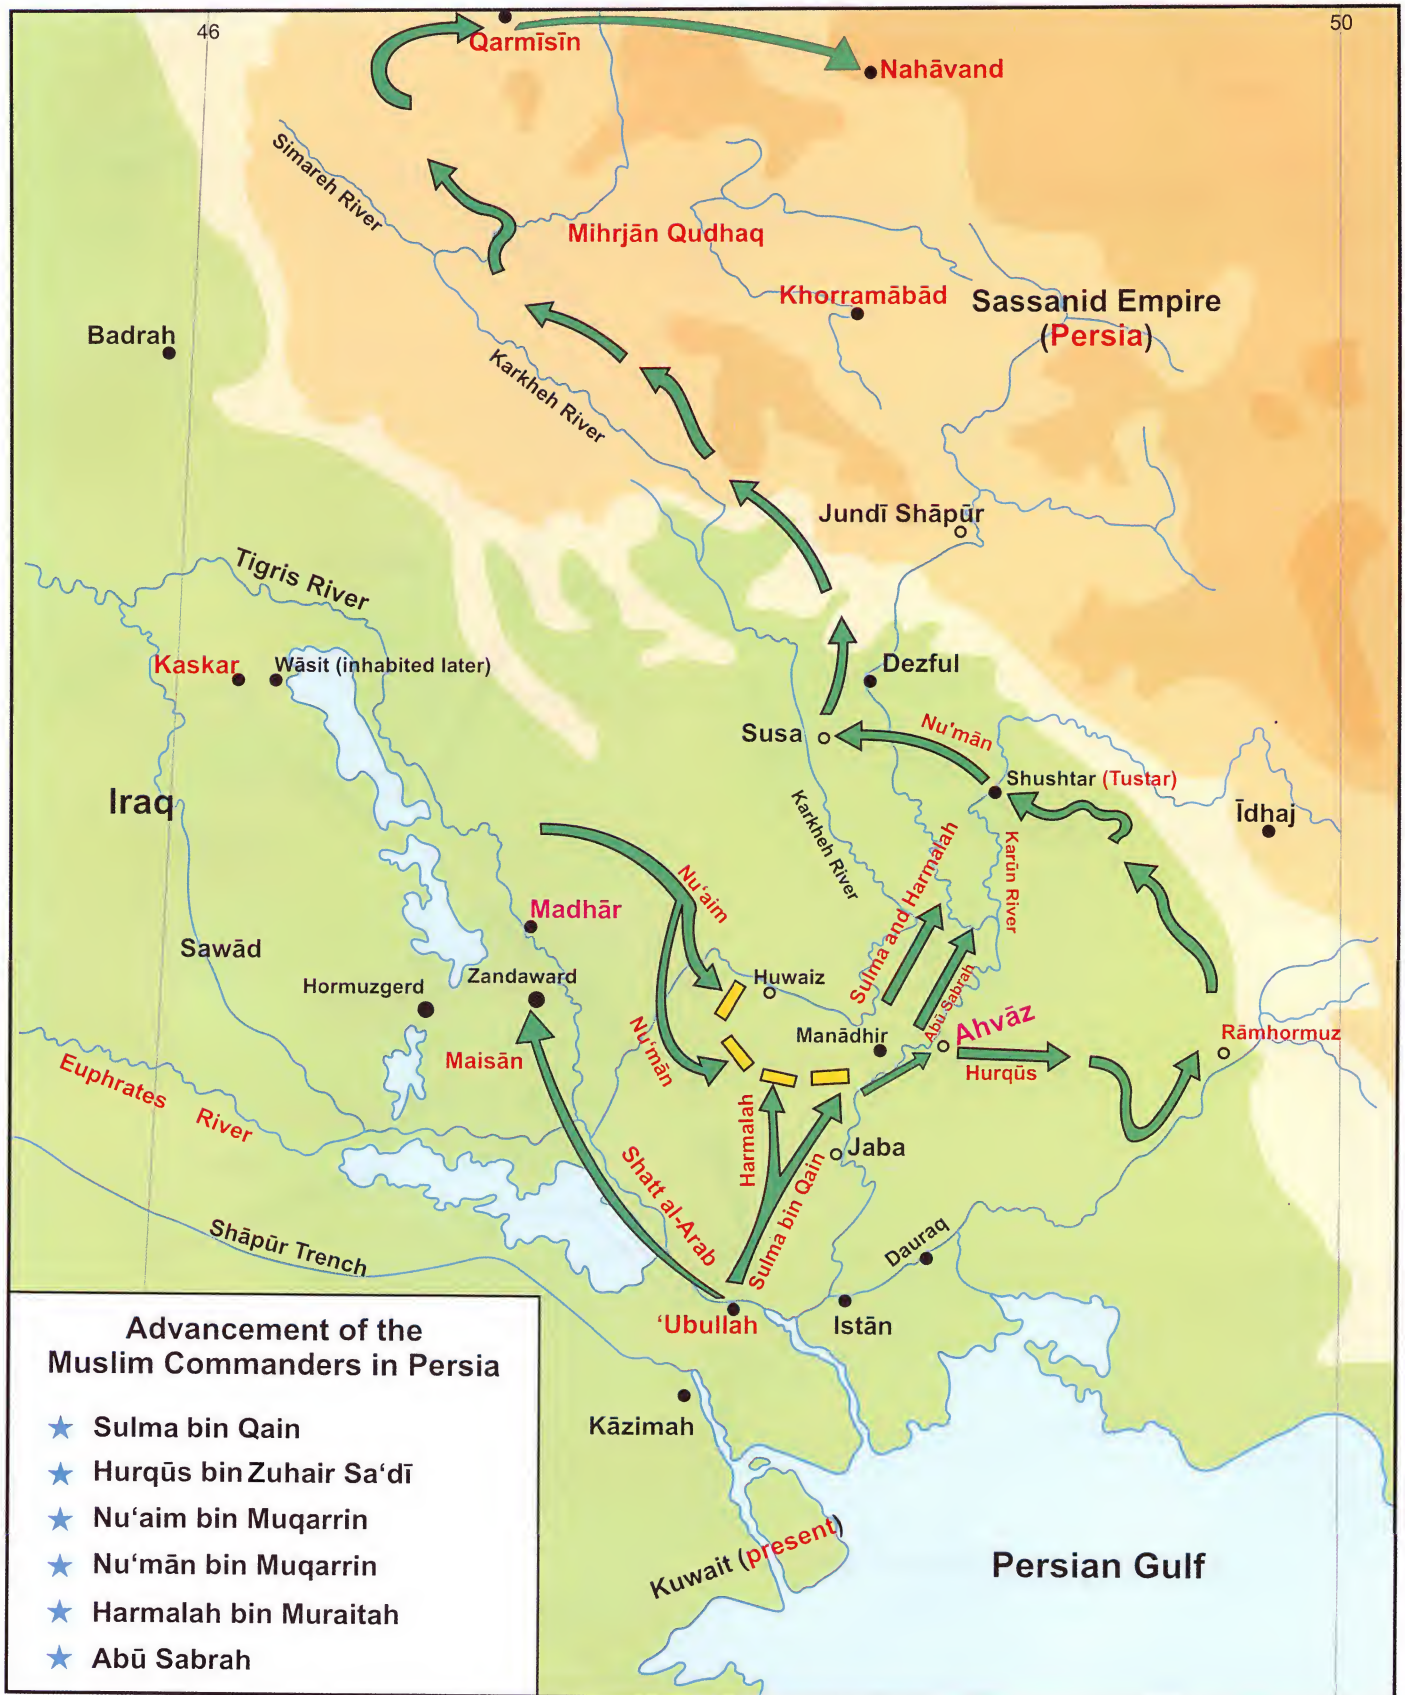 46
50
Qarmīsīn
Nahāvand
Simareh River
Mihrjān Qudhaq
Khorramābād
Sassanid Empire
(Persia)
Badrah
Karkheh River
Jundī Shāpūr
Tigris River
Kaskar
Wāsit (inhabited later)
Dezful
Susa
Nu'mān
Shushtar (Tustar)
Iraq
Īdhaj
Karkheh River
Sulma and Harmalah
Karūn River
Nu‘aim
Madhār
Sawād
Hormuzgerd
Zandaward
Huwaiz
Abū Sabrah
Ahvāz
Manādhir
Rāmhormuz
Maisān
Nu‘mān
Hurqūs
Euphrates River
Harmalah
Jaba
Shatt al-Arab
Sulma bin Qain
Shāpūr Trench
Dauraq
‘Ubullah
Istān
Kāzimah
Kuwait (present)
Persian Gulf
Advancement of the
Muslim Commanders in Persia
Sulma bin Qain
Hurqūs bin Zuhair Sa‘dī
Nu‘aim bin Muqarrin
Nu‘mān bin Muqarrin
Harmalah bin Muraitah
Abū Sabrah